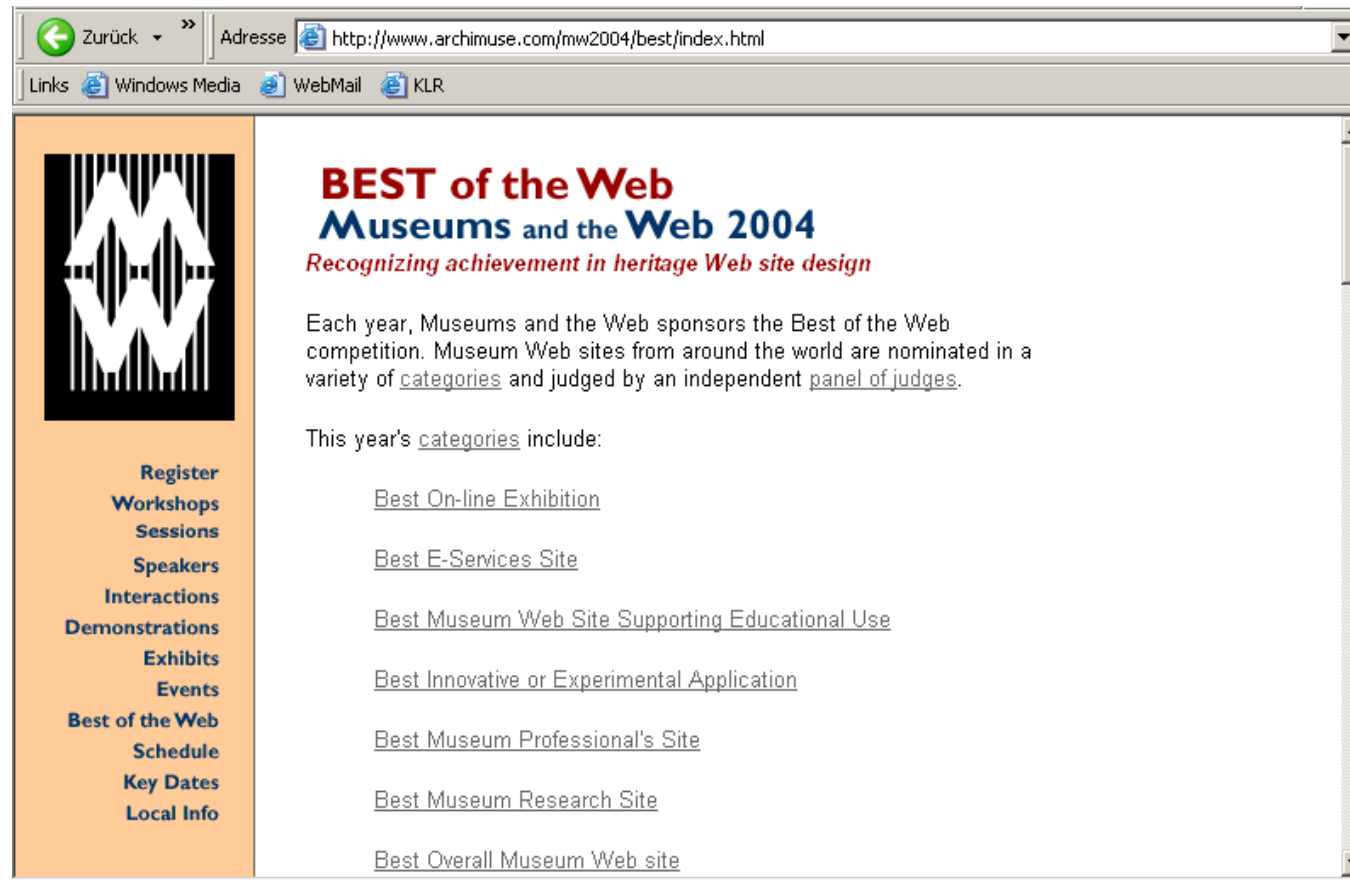 Zurück » Adresse http://www.archimuse.com/mw2004/best/index.html
Links Windows Media WebMail KLR
MW
Register
Workshops
Sessions
Speakers
Interactions
Demonstrations
Exhibits
Events
Best of the Web
Schedule
Key Dates
Local Info
BEST of the Web
Museums and the Web 2004
Recognizing achievement in heritage Web site design
Each year, Museums and the Web sponsors the Best of the Web
competition. Museum Web sites from around the world are nominated in a
variety of categories and judged by an independent panel of judges.
This year's categories include:
Best On-line Exhibition
Best E-Services Site
Best Museum Web Site Supporting Educational Use
Best Innovative or Experimental Application
Best Museum Professional's Site
Best Museum Research Site
Best Overall Museum Web site